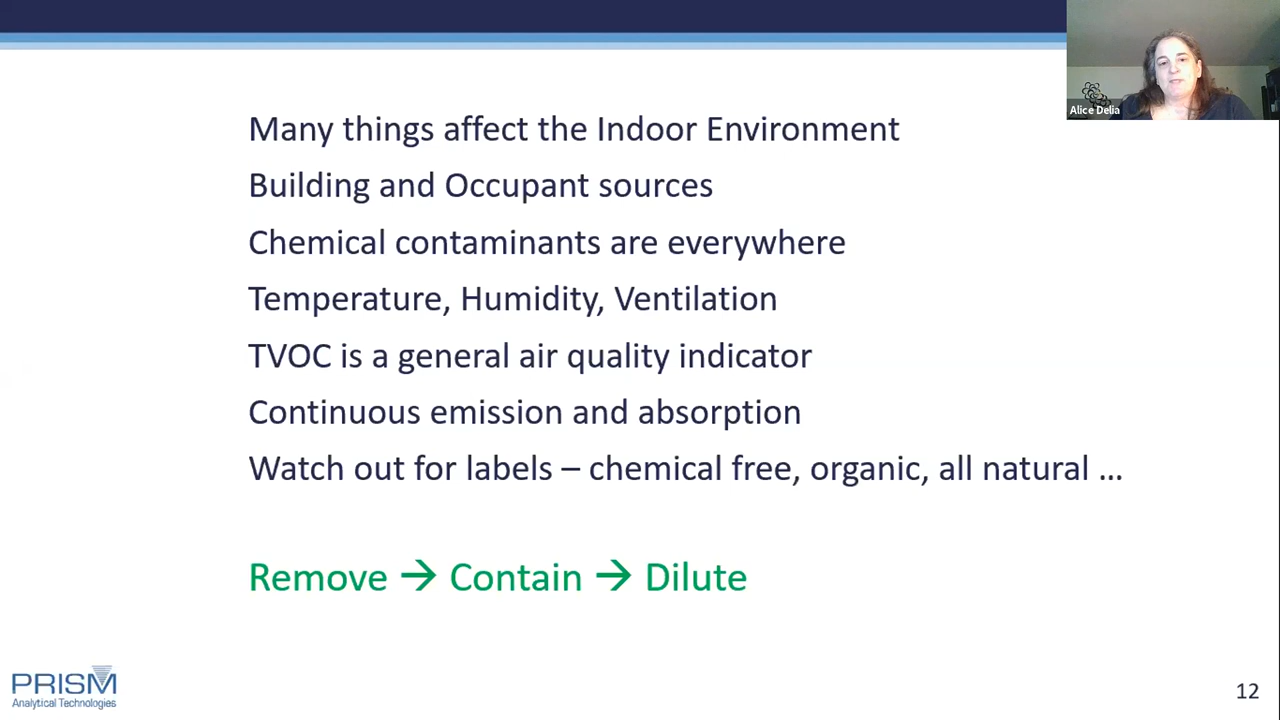 Alice Delia
Many things affect the Indoor Environment
Building and Occupant sources
Chemical contaminants are everywhere
Temperature, Humidity, Ventilation
TVOC is a general air quality indicator
Continuous emission and absorption
Watch out for labels – chemical free, organic, all natural ...
Remove → Contain → Dilute
PRISM
Analytical Technologies
12